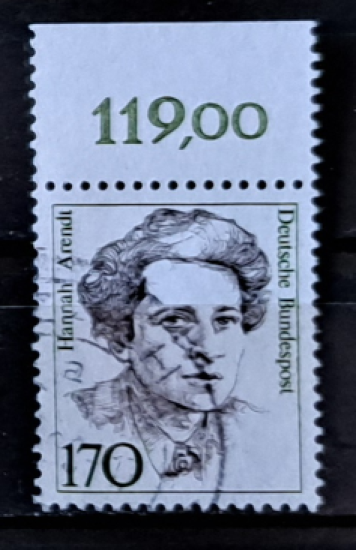 119,00
Hannah Arendt
Deutsche Bundespost
170